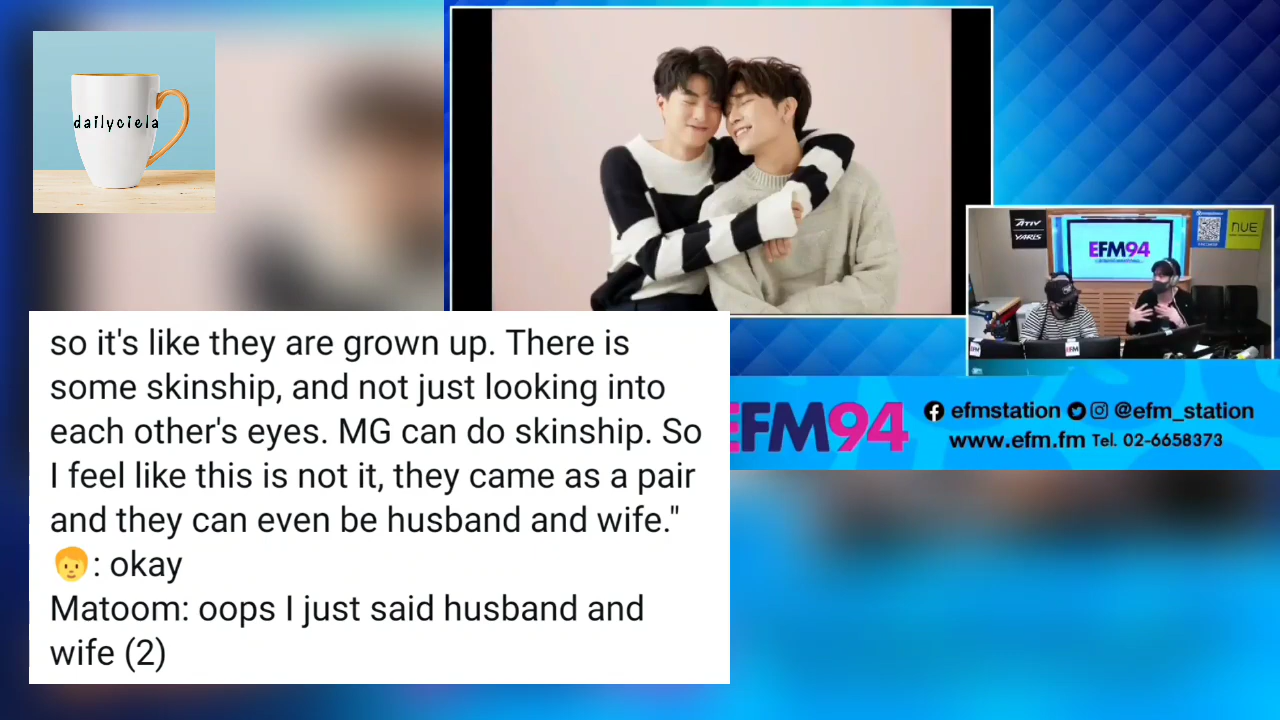 dailyciela
ATIV
YARIS
EFM94
NUE
so it's like they are grown up. There is
some skinship, and not just looking into
each other's eyes. MG can do skinship. So
I feel like this is not it, they came as a pair
and they can even be husband and wife."
👦: okay
Matoom: oops I just said husband and
wife (2)
EFM94
efmstation @efm_station
www.efm.fm Tel. 02-6658373